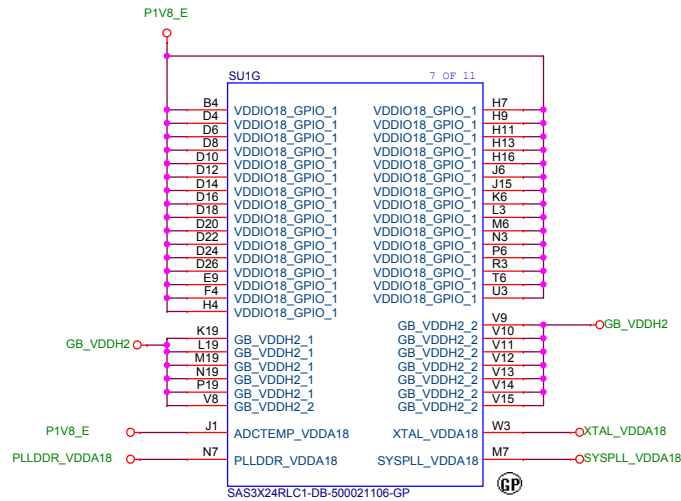 P1V8_E
SU1G 7 OF 11
B4 VDDIO18_GPIO_1 VDDIO18_GPIO_1 H7
D4 VDDIO18_GPIO_1 VDDIO18_GPIO_1 H9
D6 VDDIO18_GPIO_1 VDDIO18_GPIO_1 H11
D8 VDDIO18_GPIO_1 VDDIO18_GPIO_1 H13
D10 VDDIO18_GPIO_1 VDDIO18_GPIO_1 H16
D12 VDDIO18_GPIO_1 VDDIO18_GPIO_1 J6
D14 VDDIO18_GPIO_1 VDDIO18_GPIO_1 J15
D16 VDDIO18_GPIO_1 VDDIO18_GPIO_1 K6
D18 VDDIO18_GPIO_1 VDDIO18_GPIO_1 L3
D20 VDDIO18_GPIO_1 VDDIO18_GPIO_1 M6
D22 VDDIO18_GPIO_1 VDDIO18_GPIO_1 N3
D24 VDDIO18_GPIO_1 VDDIO18_GPIO_1 P6
D26 VDDIO18_GPIO_1 VDDIO18_GPIO_1 R3
E9 VDDIO18_GPIO_1 VDDIO18_GPIO_1 T6
F4 VDDIO18_GPIO_1 VDDIO18_GPIO_1 U3
H4 VDDIO18_GPIO_1
GB_VDDH2_2 V9 GB_VDDH2
GB_VDDH2 K19 GB_VDDH2_1 GB_VDDH2_2 V10
L19 GB_VDDH2_1 GB_VDDH2_2 V11
M19 GB_VDDH2_1 GB_VDDH2_2 V12
N19 GB_VDDH2_1 GB_VDDH2_2 V13
P19 GB_VDDH2_1 GB_VDDH2_2 V14
V8 GB_VDDH2_2 GB_VDDH2_2 V15
P1V8_E J1 ADCTEMP_VDDA18 XTAL_VDDA18 W3 XTAL_VDDA18
PLLDDR_VDDA18 N7 PLLDDR_VDDA18 SYSPLL_VDDA18 M7 SYSPLL_VDDA18
GP
SAS3X24RLC1-DB-500021106-GP